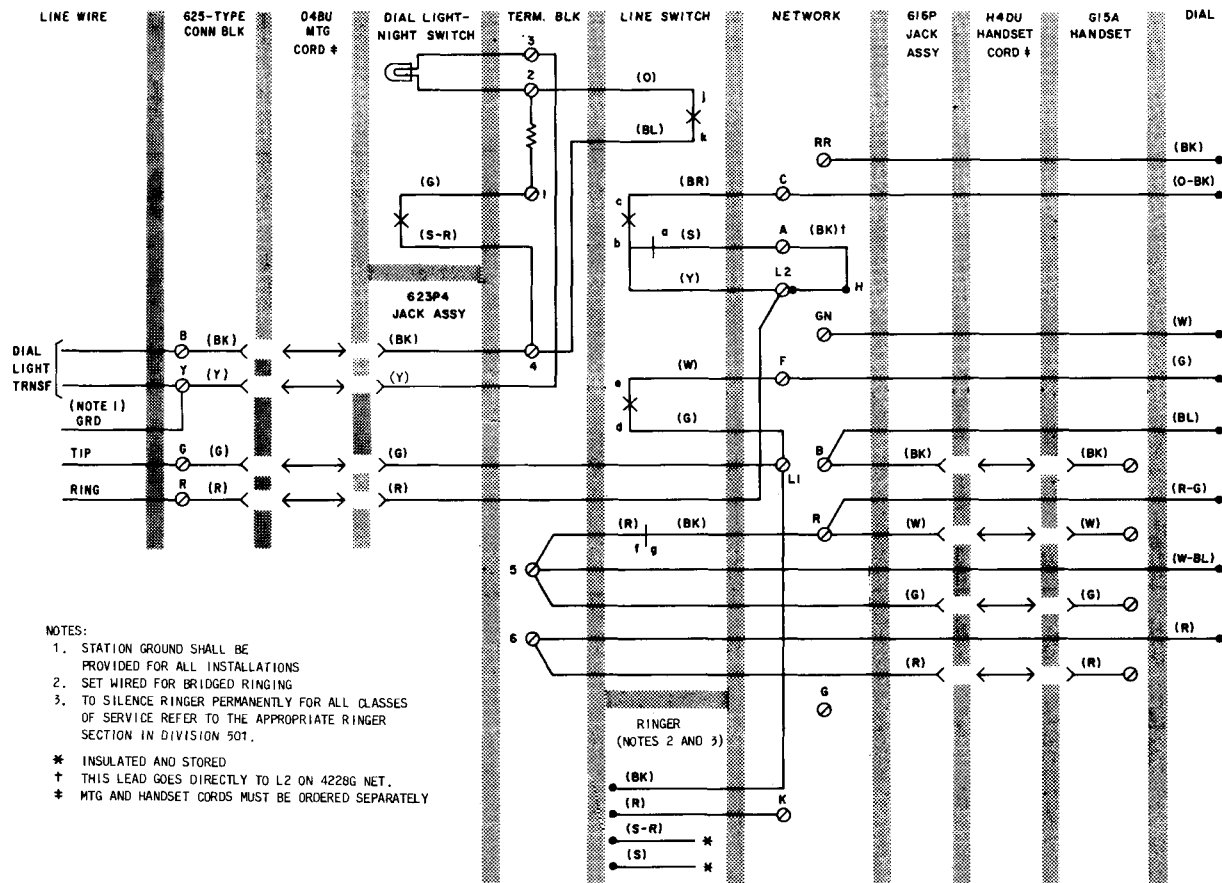 LINE WIRE
625-TYPE
CONN BLK
04BU
MTG
CORD ‡
DIAL LIGHT-
NIGHT SWITCH
TERM. BLK
LINE SWITCH
NETWORK
616P
JACK
ASSY
H4DU
HANDSET
CORD ‡
G15A
HANDSET
DIAL
3
2
(O)
j
k
(BL)
RR
(BK)
(G)
1
(BR)
C
(O-BK)
c
(S-R)
b
a
(S)
A
(BK)†
(Y)
L2
H
623P4
JACK ASSY
GN
(W)
DIAL
LIGHT
TRNSF
B
(BK)
(BK)
4
Y
(Y)
(Y)
(W)
F
(G)
e
d
(G)
(NOTE 1)
GRD
(BL)
TIP
G
(G)
(G)
L1
B
(BK)
(BK)
RING
R
(R)
(R)
(R-G)
(R)
f
g
(BK)
R
(W)
(W)
5
(W-BL)
(G)
(G)
6
(R)
(R)
(R)
G
NOTES:
1. STATION GROUND SHALL BE
PROVIDED FOR ALL INSTALLATIONS
2. SET WIRED FOR BRIDGED RINGING
3. TO SILENCE RINGER PERMANENTLY FOR ALL CLASSES
OF SERVICE REFER TO THE APPROPRIATE RINGER
SECTION IN DIVISION 501.
* INSULATED AND STORED
† THIS LEAD GOES DIRECTLY TO L2 ON 4228G NET.
‡ MTG AND HANDSET CORDS MUST BE ORDERED SEPARATELY
RINGER
(NOTES 2 AND 3)
(BK)
(R)
K
(S-R)
*
(S)
*